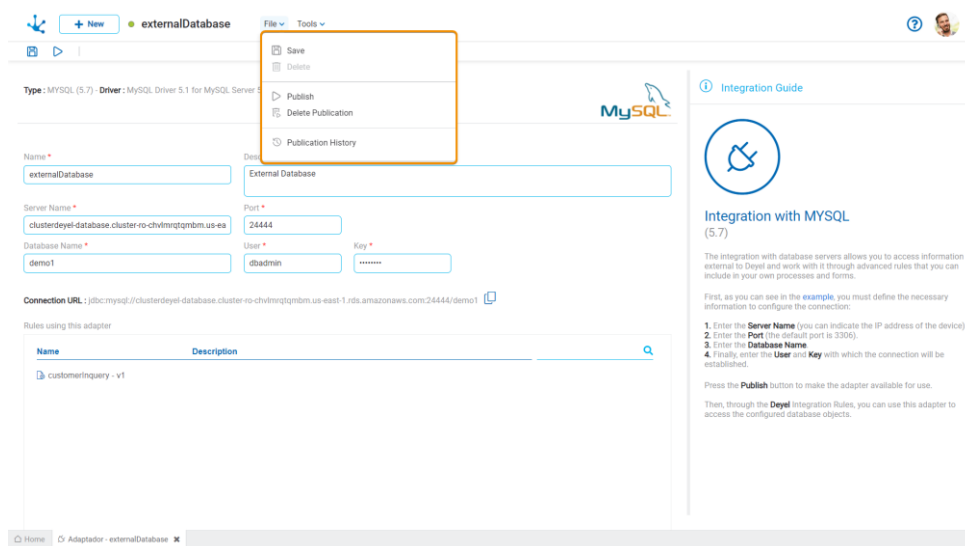 + New
externalDatabase
File
Tools
Save
Delete
Publish
Delete Publication
Publication History
Type : MYSQL (5.7) - Driver : MySQL Driver 5.1 for MySQL Server 5
MySQL
Name *
externalDatabase
Desc
External Database
Server Name *
clusterdeyel-database.cluster-ro-chvlmrqtqmbm.us-ea
Port *
24444
Database Name *
demo1
User *
dbadmin
Key *
••••••••
Connection URL : jdbc:mysql://clusterdeyel-database.cluster-ro-chvlmrqtqmbm.us-east-1.rds.amazonaws.com:24444/demo1
Rules using this adapter
Name
Description
customerInquery - v1
Integration Guide
Integration with MYSQL
(5.7)
The integration with database servers allows you to access information
external to Deyel and work with it through advanced rules that you can
include in your own processes and forms.
First, as you can see in the example, you must define the necessary
information to configure the connection:
1. Enter the Server Name (you can indicate the IP address of the device)
2. Enter the Port (the default port is 3306).
3. Enter the Database Name.
4. Finally, enter the User and Key with which the connection will be
established.
Press the Publish button to make the adapter available for use.
Then, through the Deyel Integration Rules, you can use this adapter to
access the configured database objects.
Home
Adaptador - externalDatabase